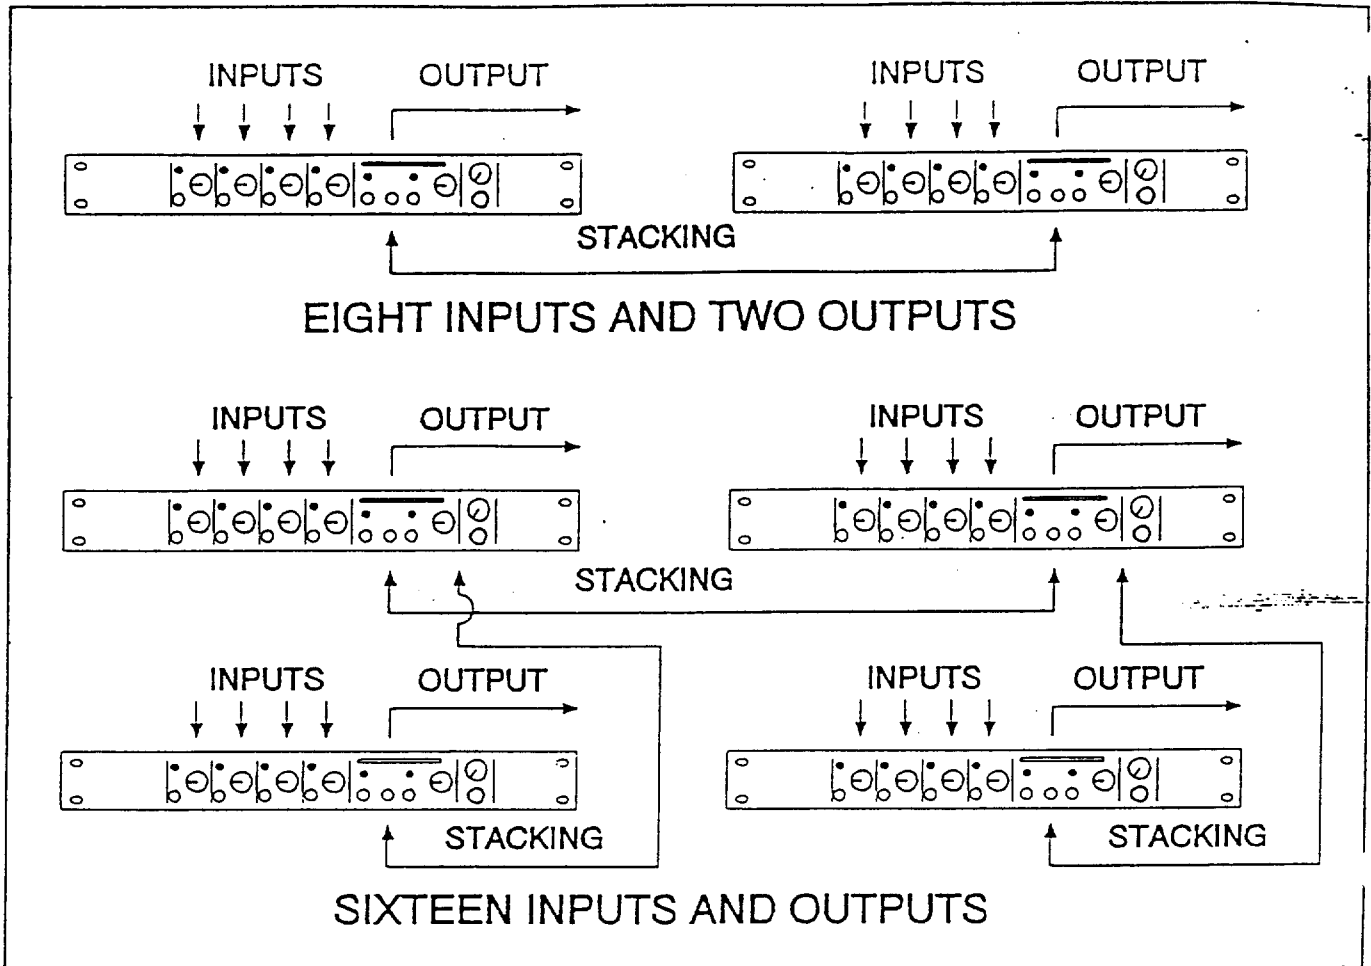 INPUTS OUTPUT INPUTS OUTPUT
STACKING
EIGHT INPUTS AND TWO OUTPUTS
INPUTS OUTPUT INPUTS OUTPUT
STACKING
INPUTS OUTPUT INPUTS OUTPUT
STACKING STACKING
SIXTEEN INPUTS AND OUTPUTS